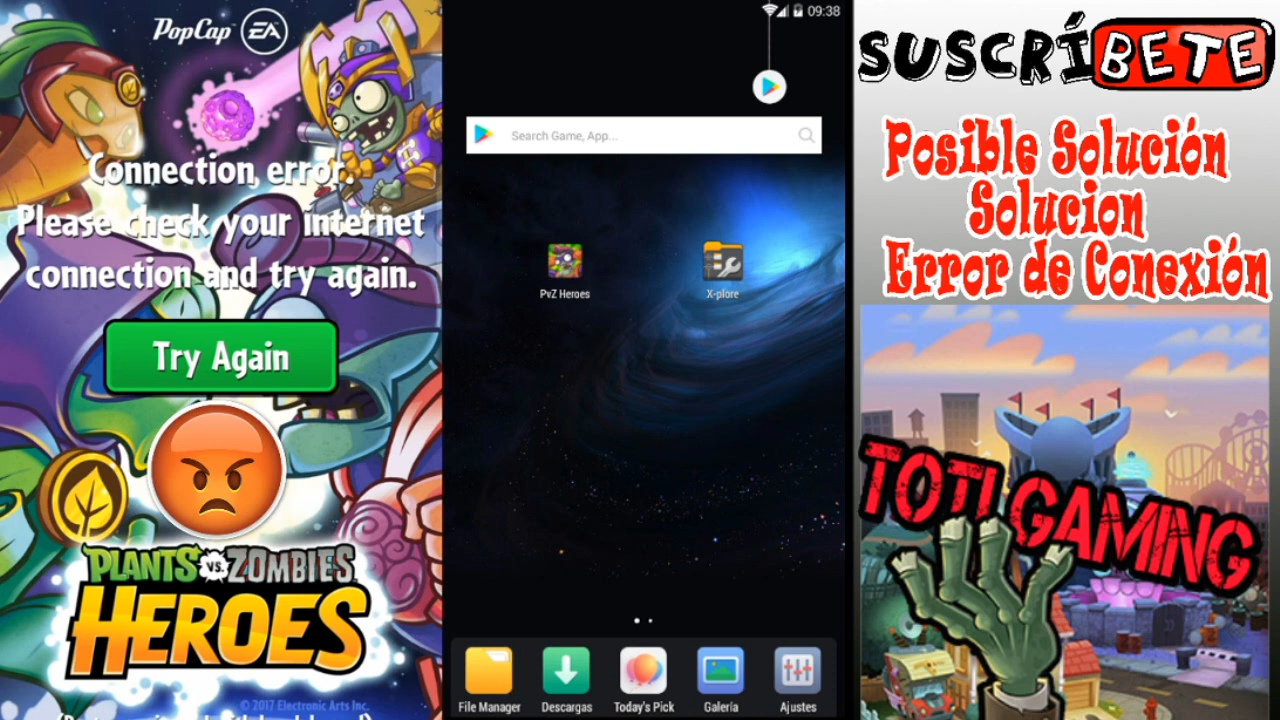 PopCap EA
Connection error.
Please check your internet
connection and try again.
Try Again
PLANTS VS. ZOMBIES
HEROES
© 2017 Electronic Arts Inc.
09:38
Search Game, App...
PvZ Heroes
X-plore
File Manager
Descargas
Today's Pick
Galería
Ajustes
SUSCRÍBETE
Posible Solución
Solucion
Error de Conexión
TOTI GAMING